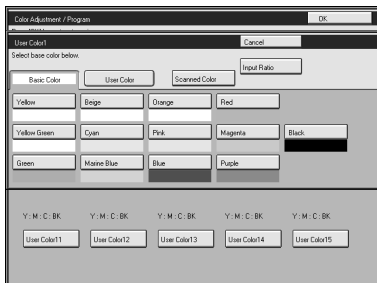 Color Adjustment / Program
OK
User Color1
Cancel
Select base color below.
Input Ratio
Basic Color
User Color
Scanned Color
Yellow
Beige
Orange
Red
Yellow Green
Cyan
Pink
Magenta
Black
Green
Marine Blue
Blue
Purple
Y : M : C : BK
Y : M : C : BK
Y : M : C : BK
Y : M : C : BK
Y : M : C : BK
User Color11
User Color12
User Color13
User Color14
User Color15